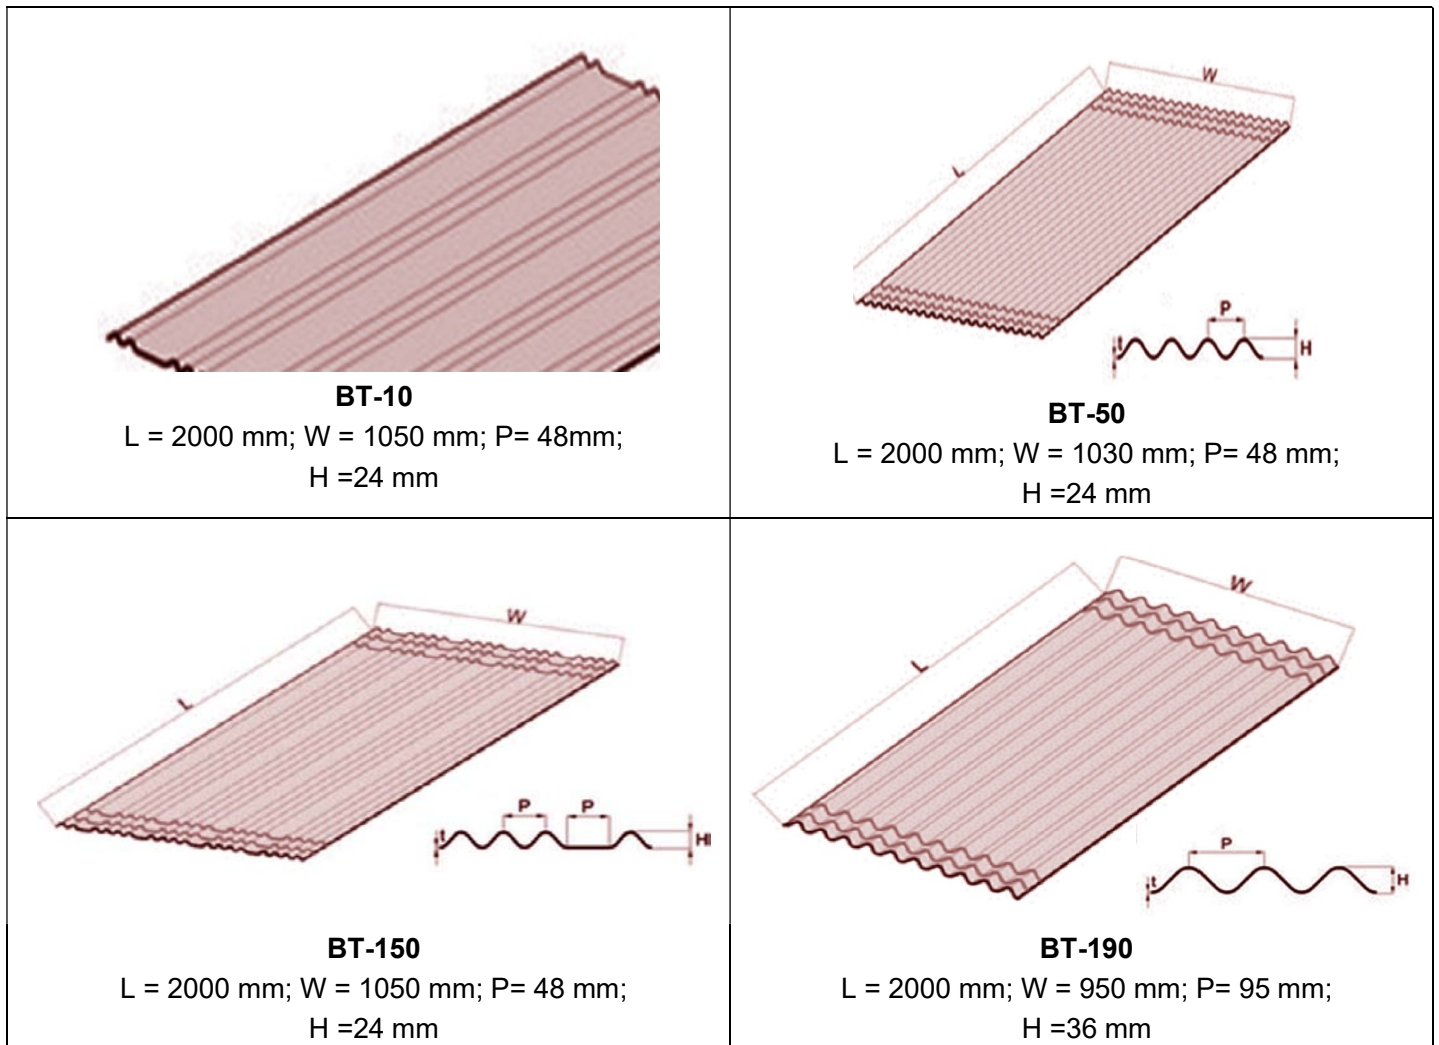 BT-10
L = 2000 mm; W = 1050 mm; P= 48mm;
H =24 mm
W
L
P
t
H
BT-50
L = 2000 mm; W = 1030 mm; P= 48 mm;
H =24 mm
W
L
P P
t
H
BT-150
L = 2000 mm; W = 1050 mm; P= 48 mm;
H =24 mm
W
L
P
t
H
BT-190
L = 2000 mm; W = 950 mm; P= 95 mm;
H =36 mm